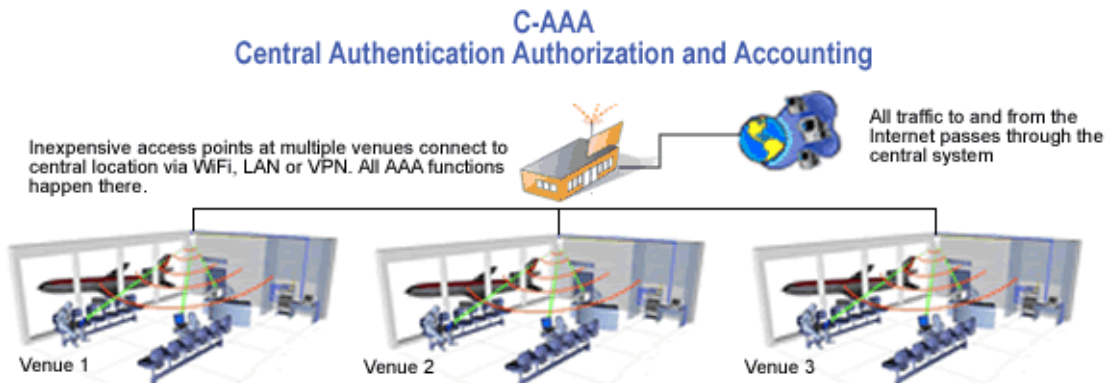 C-AAA
Central Authentication Authorization and Accounting
Inexpensive access points at multiple venues connect to
central location via WiFi, LAN or VPN. All AAA functions
happen there.
All traffic to and from the
Internet passes through the
central system
Venue 1
Venue 2
Venue 3